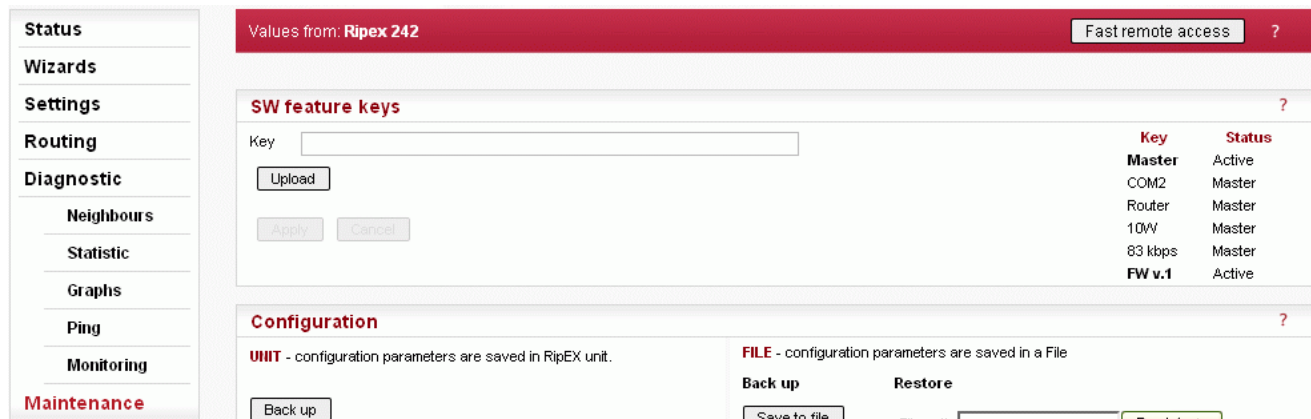 Status
Wizards
Settings
Routing
Diagnostic
Neighbours
Statistic
Graphs
Ping
Monitoring
Maintenance
Values from: Ripex 242
Fast remote access ?
SW feature keys ?
Key
Upload
Apply Cancel
Key Status
Master Active
COM2 Master
Router Master
10W Master
83 kbps Master
FW v.1 Active
Configuration ?
UNIT - configuration parameters are saved in RipEX unit.
Back up
FILE - configuration parameters are saved in a File
Back up Restore
Save to file